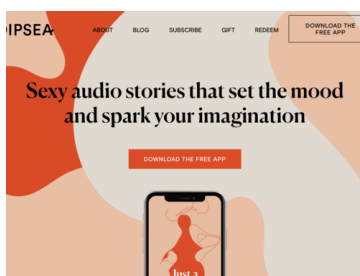 DIPSEA
ABOUT BLOG SUBSCRIBE GIFT REDEEM
DOWNLOAD THE
FREE APP
Sexy audio stories that set the mood
and spark your imagination
DOWNLOAD THE FREE APP
Just a